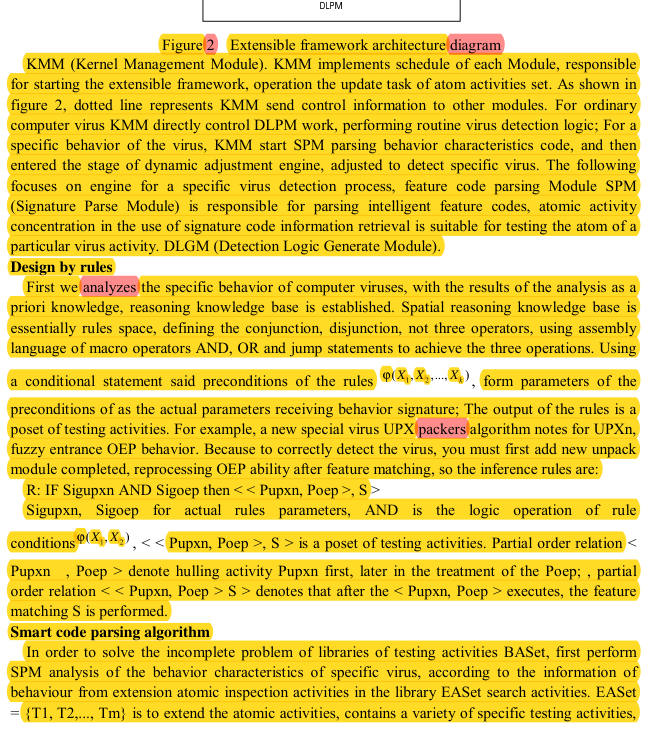 DLPM
Figure 2 Extensible framework architecture diagram
KMM (Kernel Management Module). KMM implements schedule of each Module, responsible
for starting the extensible framework, operation the update task of atom activities set. As shown in
figure 2, dotted line represents KMM send control information to other modules. For ordinary
computer virus KMM directly control DLPM work, performing routine virus detection logic; For a
specific behavior of the virus, KMM start SPM parsing behavior characteristics code, and then
entered the stage of dynamic adjustment engine, adjusted to detect specific virus. The following
focuses on engine for a specific virus detection process, feature code parsing Module SPM
(Signature Parse Module) is responsible for parsing intelligent feature codes, atomic activity
concentration in the use of signature code information retrieval is suitable for testing the atom of a
particular virus activity. DLGM (Detection Logic Generate Module).
Design by rules
First we analyzes the specific behavior of computer viruses, with the results of the analysis as a
priori knowledge, reasoning knowledge base is established. Spatial reasoning knowledge base is
essentially rules space, defining the conjunction, disjunction, not three operators, using assembly
language of macro operators AND, OR and jump statements to achieve the three operations. Using
a conditional statement said preconditions of the rules φ(X1,X2,...,Xk), form parameters of the
preconditions of as the actual parameters receiving behavior signature; The output of the rules is a
poset of testing activities. For example, a new special virus UPX packers algorithm notes for UPXn,
fuzzy entrance OEP behavior. Because to correctly detect the virus, you must first add new unpack
module completed, reprocessing OEP ability after feature matching, so the inference rules are:
R: IF Sigupxn AND Sigoep then < < Pupxn, Poep >, S >
Sigupxn, Sigoep for actual rules parameters, AND is the logic operation of rule
conditions φ(X1,X2), < < Pupxn, Poep >, S > is a poset of testing activities. Partial order relation <
Pupxn , Poep > denote hulling activity Pupxn first, later in the treatment of the Poep; , partial
order relation < < Pupxn, Poep > S > denotes that after the < Pupxn, Poep > executes, the feature
matching S is performed.
Smart code parsing algorithm
In order to solve the incomplete problem of libraries of testing activities BASet, first perform
SPM analysis of the behavior characteristics of specific virus, according to the information of
behaviour from extension atomic inspection activities in the library EASet search activities. EASet
= {T1, T2,..., Tm} is to extend the atomic activities, contains a variety of specific testing activities,